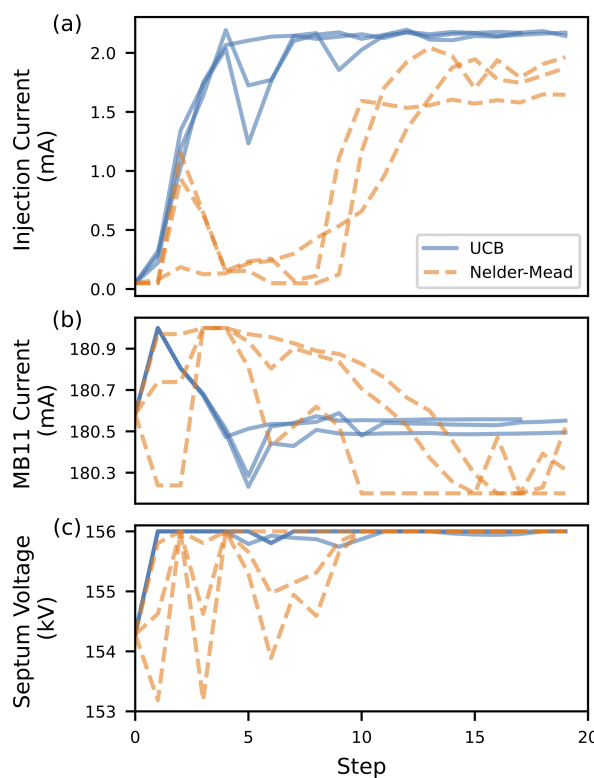 (a)
2.0
1.5
1.0
0.5
0.0
Injection Current
(mA)
UCB
Nelder-Mead
(b)
180.9
180.7
180.5
180.3
MB11 Current
(mA)
(c)
156
155
154
153
Septum Voltage
(kV)
0
5
10
15
20
Step